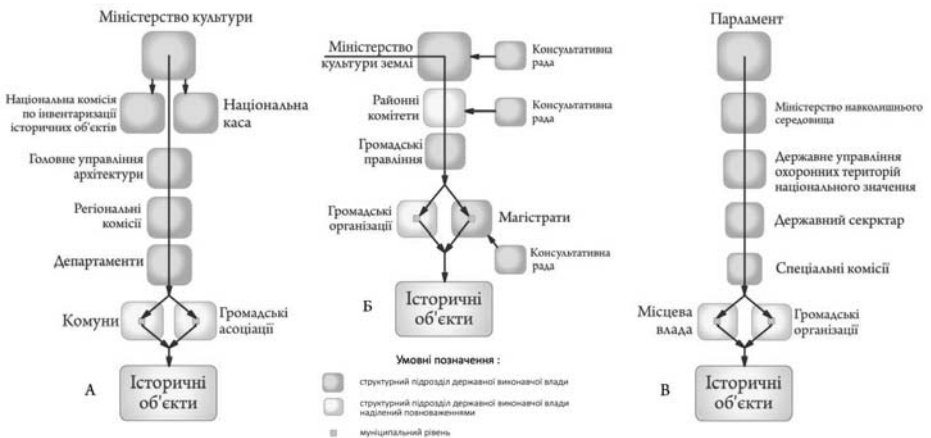 Міністерство культури
Національна комісія
по інвентаризації
історичних об'єктів
Національна
каса
Головне управління
архітектури
Регіональні
комісії
Департаменти
Комуни
Громадські
асоціації
А
Історичні
об'єкти
Міністерство
культури землі
Консультативна
рада
Районні
комітети
Консультативна
рада
Громадські
правління
Громадські
організації
Магістрати
Консультативна
рада
Б
Історичні
об'єкти
Умовні позначення :
структурний підрозділ державної виконавчої влади
структурний підрозділ державної виконавчої влади
наділений повноваженнями
муніципальний рівень
Парламент
Міністерство навколишнього
середовища
Державне управління
охоронних територій
національного значення
Державний секрктар
Спеціальні комісії
Місцева
влада
Громадські
організації
В
Історичні
об'єкти